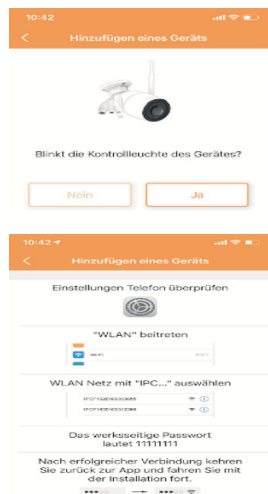 10:42
Hinzufügen eines Geräts
Blinkt die Kontrollleuchte des Gerätes?
Nein
Ja
10:42
Hinzufügen eines Geräts
Einstellungen Telefon überprüfen
"WLAN" beitreten
Wi-Fi
WLAN Netz mit "IPC..." auswählen
Das werksseitige Passwort
lautet 11111111
Nach erfolgreicher Verbindung kehren
Sie zurück zur App und fahren Sie mit
der Installation fort.